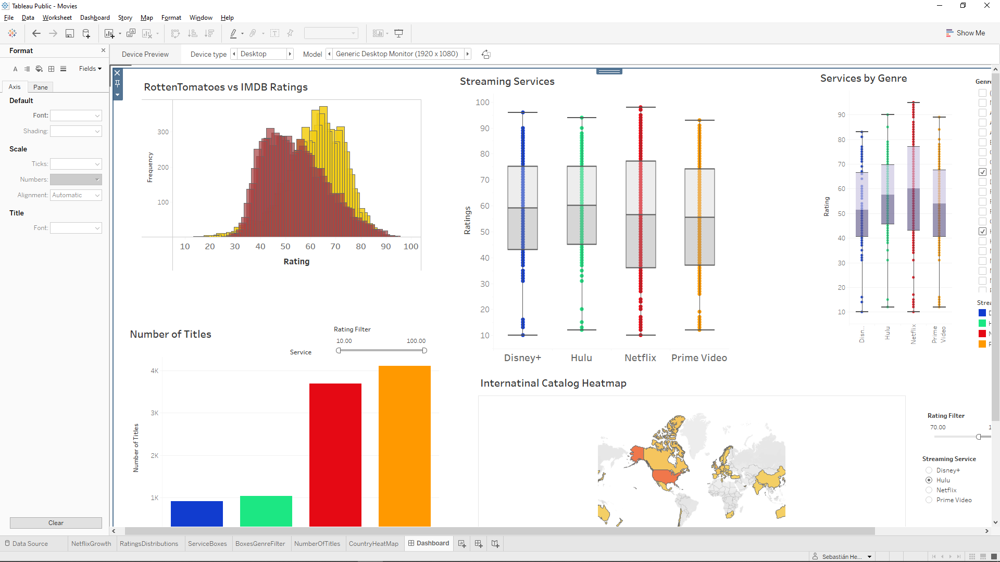 Tableau Public - Movies
File Data Worksheet Dashboard Story Map Format Window Help
Show Me
Format
Device Preview Device type Desktop Model Generic Desktop Monitor (1920 x 1080)
A Fields
Axis Pane
Default
Font:
Shading:
Scale
Ticks:
Numbers:
Alignment: Automatic
Title
Font:
Clear
RottenTomatoes vs IMDB Ratings
Frequency
300
200
100
10 20 30 40 50 60 70 80 90 100
Rating
Streaming Services
Ratings
100
90
80
70
60
50
40
30
20
10
Disney+ Hulu Netflix Prime Video
Services by Genre
Rating
90
80
70
60
50
40
30
20
10
Disn..
Hulu
Netflix
Prime
Video
Number of Titles
Rating Filter
10.00 100.00
Service
Number of Titles
4K
3K
2K
1K
Internatinal Catalog Heatmap
Rating Filter
70.00
Streaming Service
Disney+
Hulu
Netflix
Prime Video
Data Source NetflixGrowth RatingsDistributions ServiceBoxes BoxesGenreFilter NumberOfTitles CountryHeatMap Dashboard
Sebastián He...